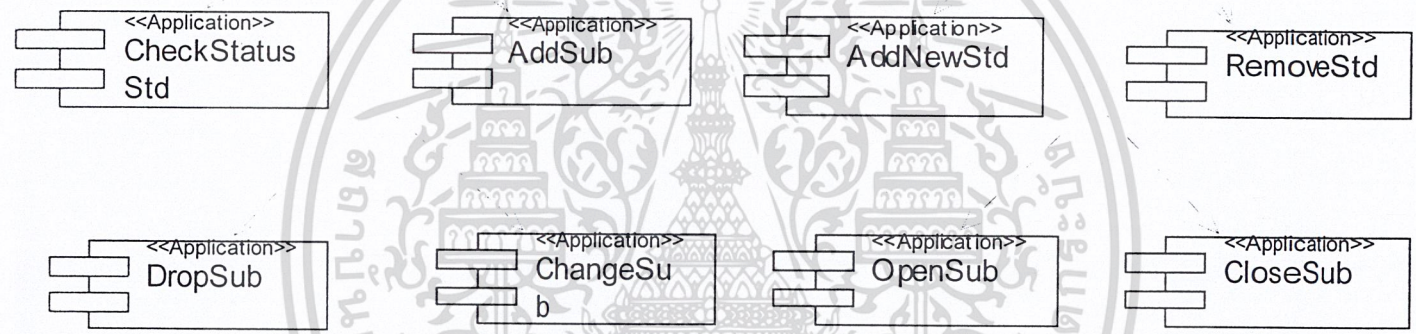 <<Application>>
CheckStatus
Std
<<Application>>
AddSub
<<Application>>
AddNewStd
<<Application>>
RemoveStd
<<Application>>
DropSub
<<Application>>
ChangeSu
b
<<Application>>
OpenSub
<<Application>>
CloseSub